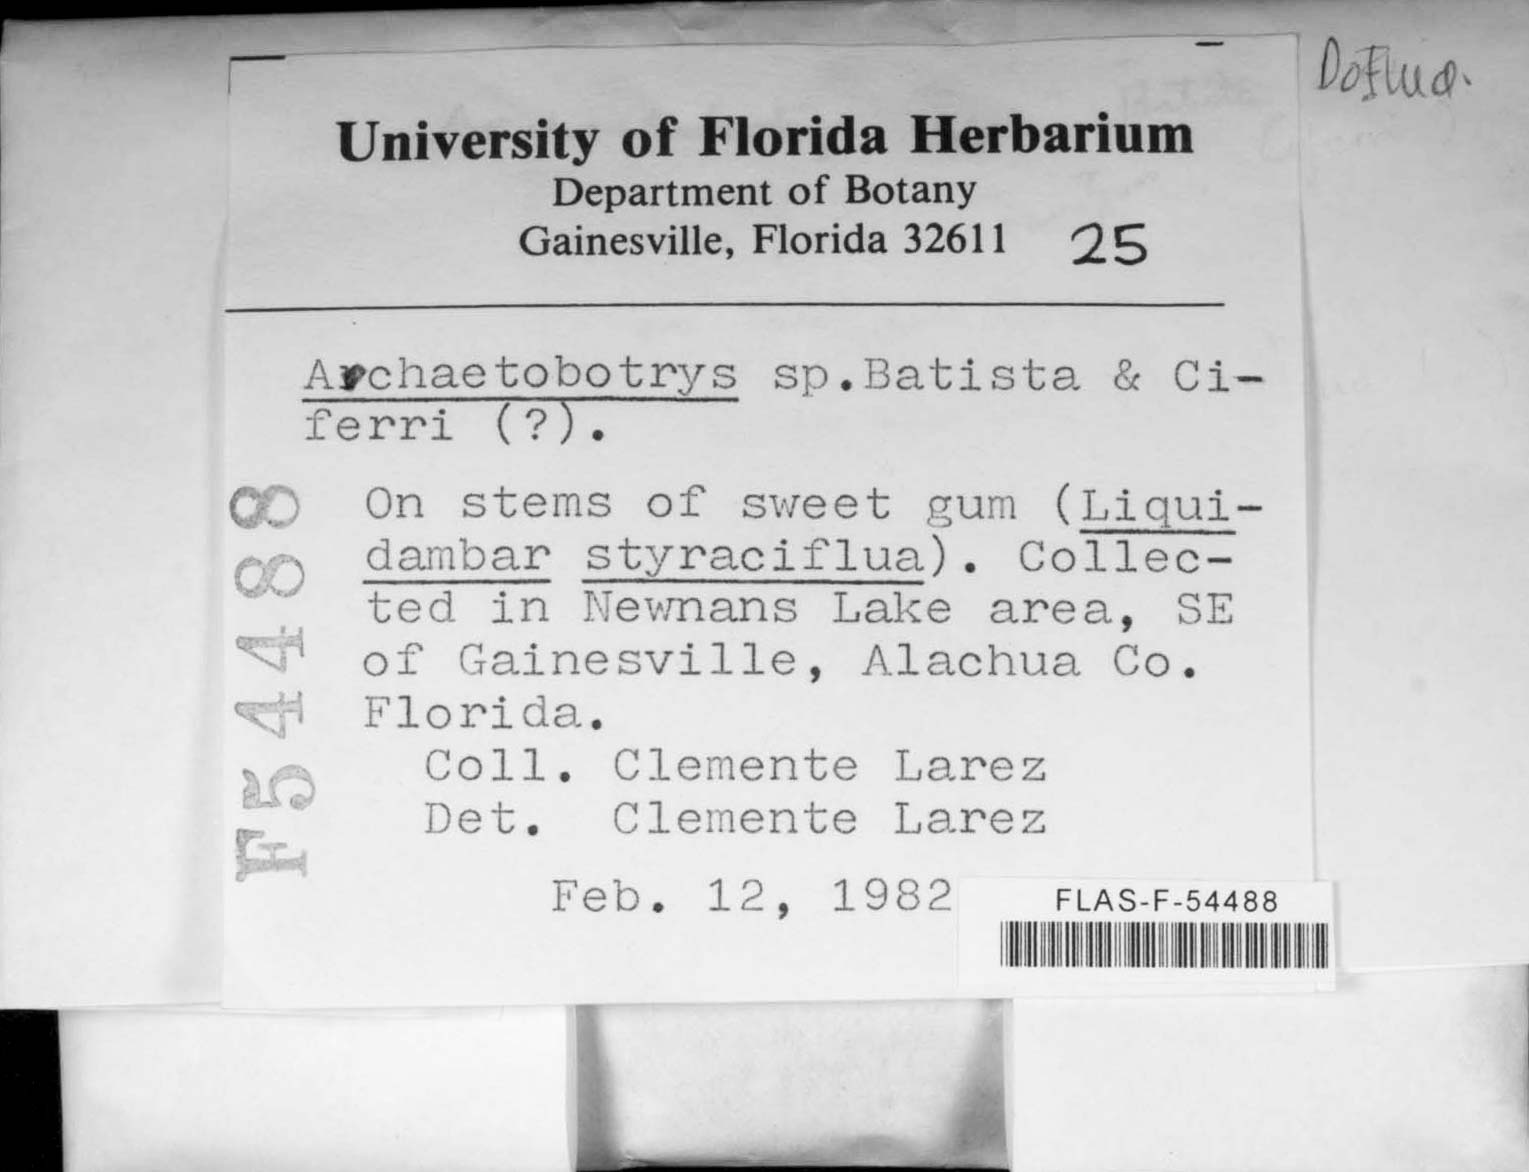 University of Florida Herbarium
Department of Botany
Gainesville, Florida 32611 25
Archaetobotrys sp.Batista & Ci-
ferri (?).
On stems of sweet gum (Liqui-
dambar styraciflua). Collec-
ted in Newnans Lake area, SE
of Gainesville, Alachua Co.
Florida.
Coll. Clemente Larez
Det. Clemente Larez
Feb. 12, 1982
FLAS-F-54488
F54488